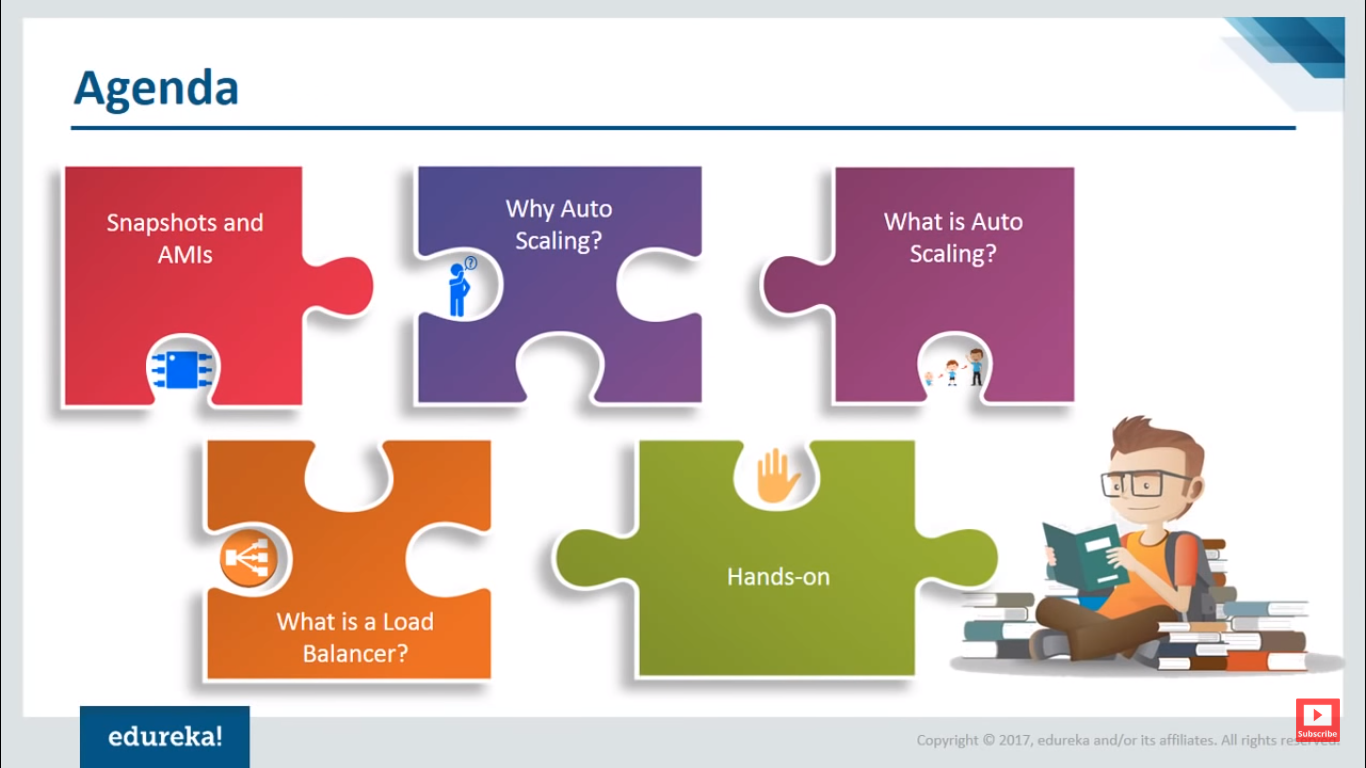 Agenda
Snapshots and
AMIs
Why Auto
Scaling?
?
What is Auto
Scaling?
What is a Load
Balancer?
Hands-on
edureka!
Copyright © 2017, edureka and/or its affiliates. All rights reserved.
Subscribe